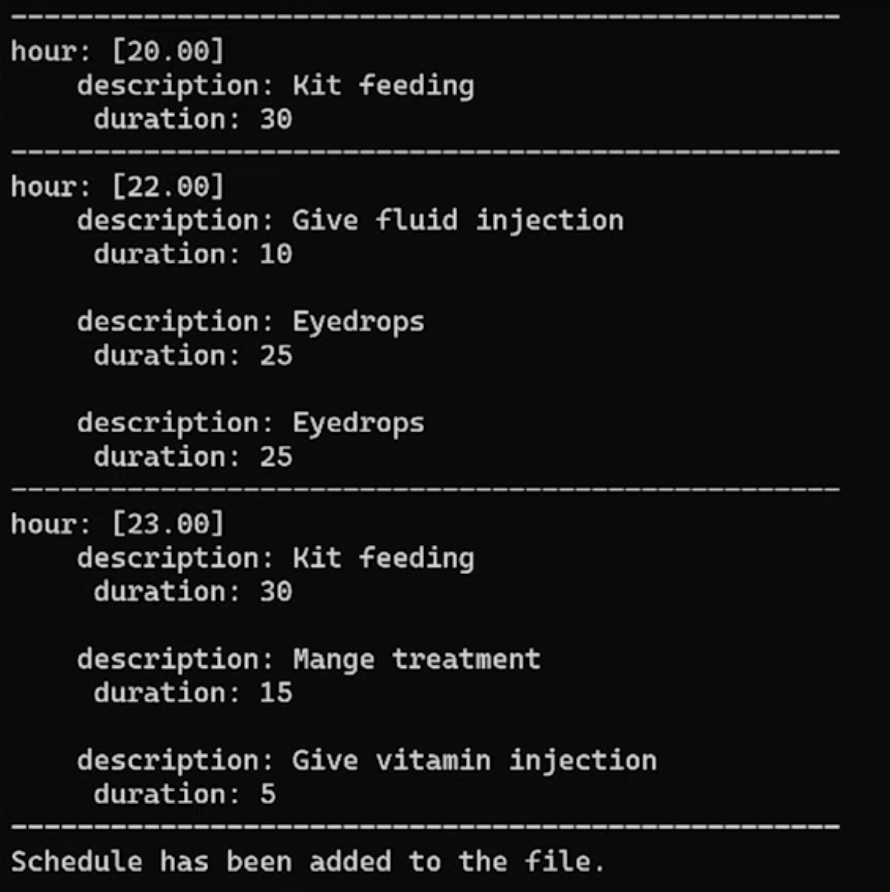 --------------------------------------------------
hour: [20.00]
    description: Kit feeding
     duration: 30
--------------------------------------------------
hour: [22.00]
    description: Give fluid injection
     duration: 10

    description: Eyedrops
     duration: 25

    description: Eyedrops
     duration: 25
--------------------------------------------------
hour: [23.00]
    description: Kit feeding
     duration: 30

    description: Mange treatment
     duration: 15

    description: Give vitamin injection
     duration: 5
--------------------------------------------------
Schedule has been added to the file.